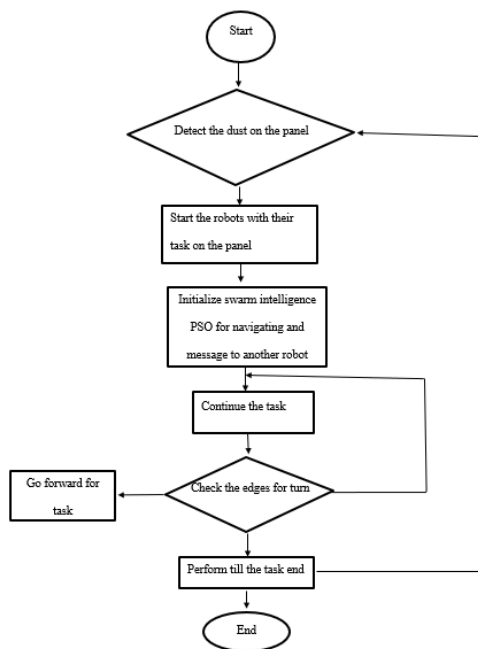 Start
Detect the dust on the panel
Start the robots with their
task on the panel
Initialize swarm intelligence
PSO for navigating and
message to another robot
Continue the task
Go forward for
task
Check the edges for turn
Perform till the task end
End